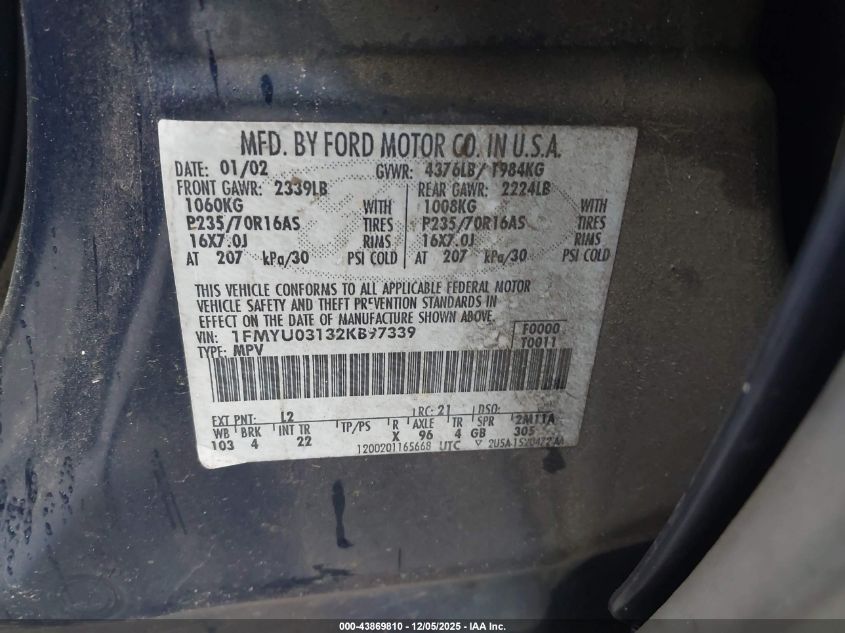 MFD. BY FORD MOTOR CO. IN U.S.A.
DATE: 01/02 GVWR: 4376LB/ 1984KG
FRONT GAWR: 2339LB REAR GAWR: 2224LB
1060KG WITH 1008KG WITH
P235/70R16AS TIRES P235/70R16AS TIRES
16X7.0J RIMS 16X7.0J RIMS
AT 207 kPa/30 PSI COLD AT 207 kPa/30 PSI COLD
THIS VEHICLE CONFORMS TO ALL APPLICABLE FEDERAL MOTOR
VEHICLE SAFETY AND THEFT PREVENTION STANDARDS IN
EFFECT ON THE DATE OF MANUFACTURE SHOWN ABOVE.
VIN: 1FMYU03132KB97339 F0000
TYPE: MPV T0011
EXT PNT: L2 RC: 21 DSO:
WB BRK INT TR TP/PS R AXLE TR SPR 2M11A
103 4 22 X 96 4 GB 305
1200201165668 UTC
000-43869810 | 12/05/2025 - IAA Inc.